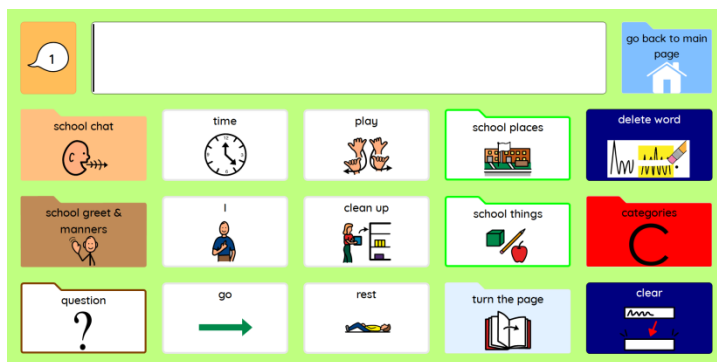 1
go back to main
page
school chat
time
play
school places
delete word
school greet &
manners
I
clean up
school things
categories
C
question
?
go
rest
turn the page
clear